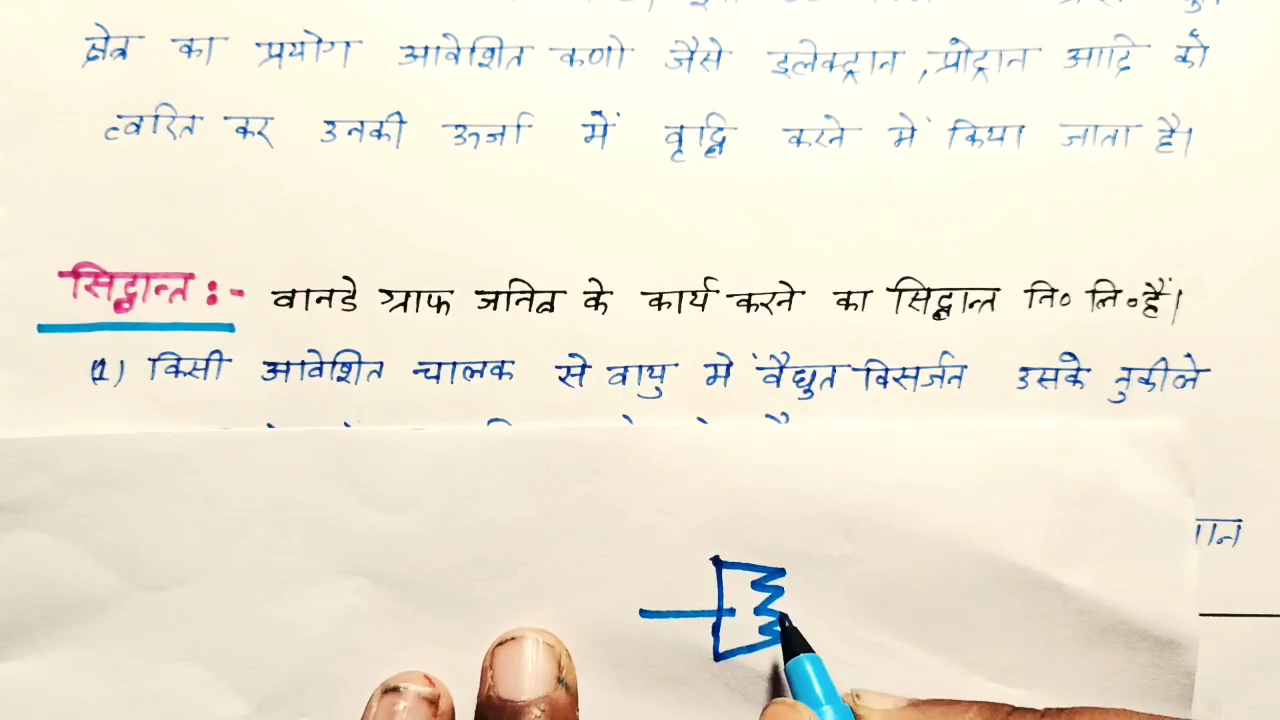 क्षेत्र का प्रयोग आवेशित कणो जैसे इलेक्ट्रान , प्रोट्रान आदि को
त्वरित कर उनकी ऊर्जा में वृद्धि करने में किया जाता है।
सिद्धान्त :- वानडे ग्राफ जनित्र के कार्य करने का सिद्धान्त नि० लि०हैं।
(1) किसी आवेशित चालक से वायु में वैद्युत विसर्जन उसके नुकीले